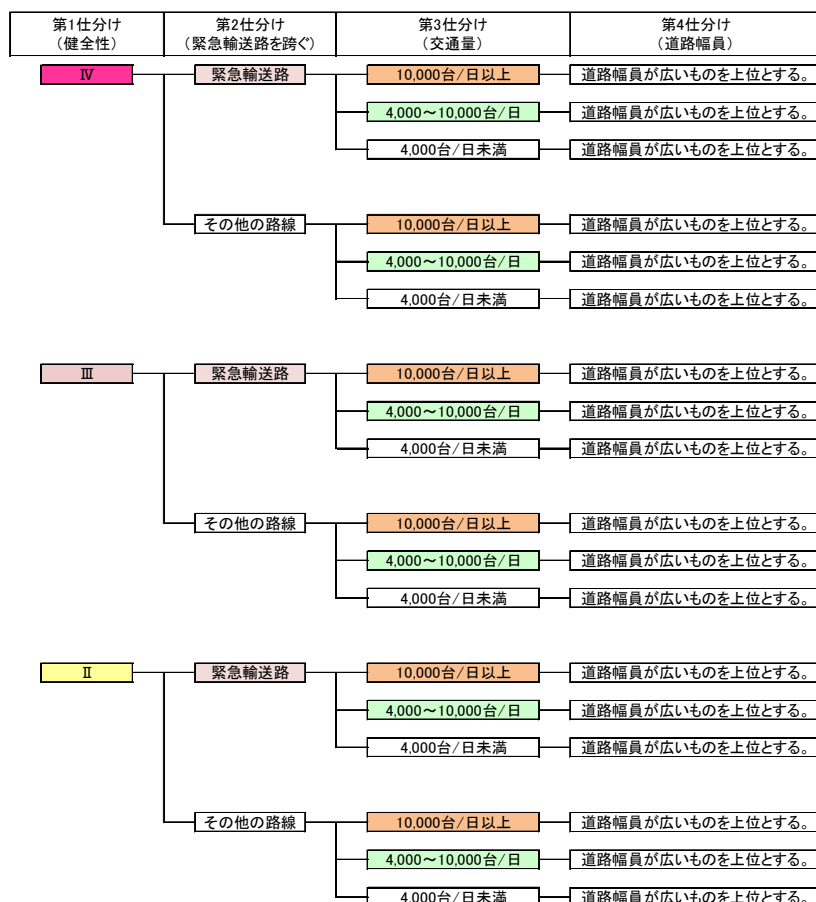 第1仕分け
(健全性)
第2仕分け
(緊急輸送路を跨ぐ)
第3仕分け
(交通量)
第4仕分け
(道路幅員)
Ⅳ
緊急輸送路
10,000台/日以上
道路幅員が広いものを上位とする。
4,000～10,000台/日
道路幅員が広いものを上位とする。
4,000台/日未満
道路幅員が広いものを上位とする。
その他の路線
10,000台/日以上
道路幅員が広いものを上位とする。
4,000～10,000台/日
道路幅員が広いものを上位とする。
4,000台/日未満
道路幅員が広いものを上位とする。
Ⅲ
緊急輸送路
10,000台/日以上
道路幅員が広いものを上位とする。
4,000～10,000台/日
道路幅員が広いものを上位とする。
4,000台/日未満
道路幅員が広いものを上位とする。
その他の路線
10,000台/日以上
道路幅員が広いものを上位とする。
4,000～10,000台/日
道路幅員が広いものを上位とする。
4,000台/日未満
道路幅員が広いものを上位とする。
Ⅱ
緊急輸送路
10,000台/日以上
道路幅員が広いものを上位とする。
4,000～10,000台/日
道路幅員が広いものを上位とする。
4,000台/日未満
道路幅員が広いものを上位とする。
その他の路線
10,000台/日以上
道路幅員が広いものを上位とする。
4,000～10,000台/日
道路幅員が広いものを上位とする。
4,000台/日未満
道路幅員が広いものを上位とする。